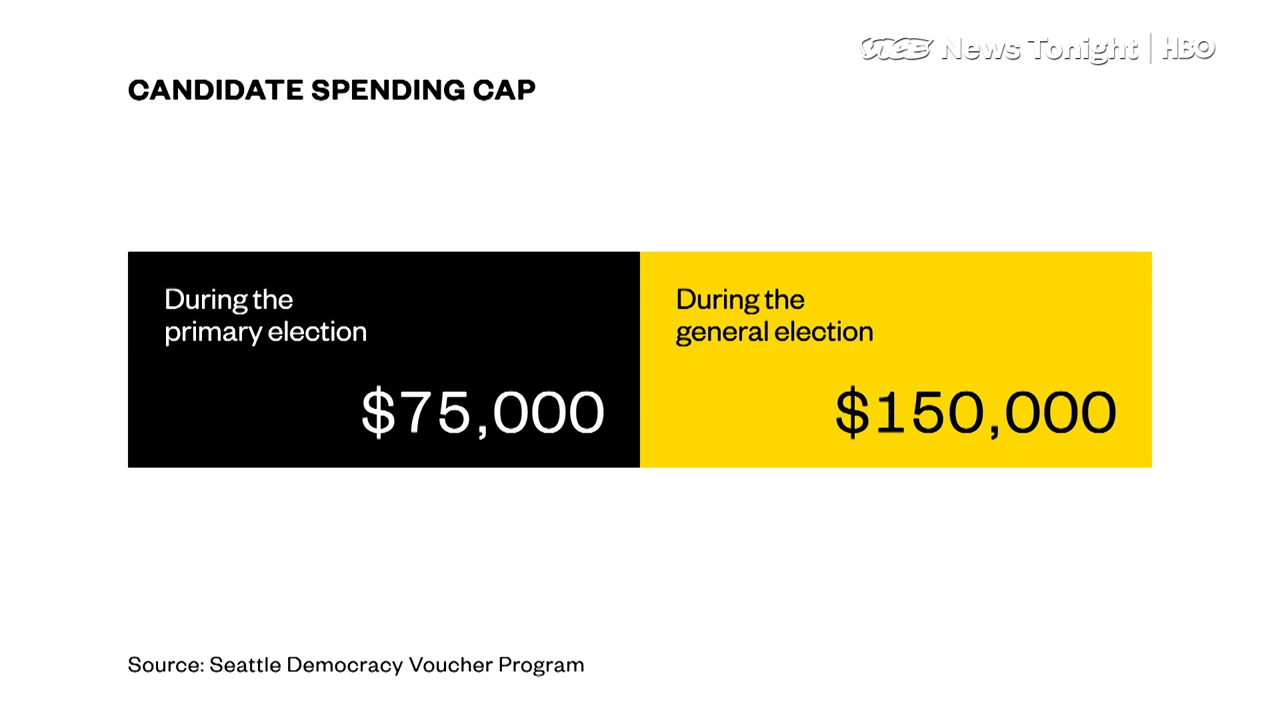 VICE News Tonight | HBO
CANDIDATE SPENDING CAP
During the
primary election
$75,000
During the
general election
$150,000
Source: Seattle Democracy Voucher Program